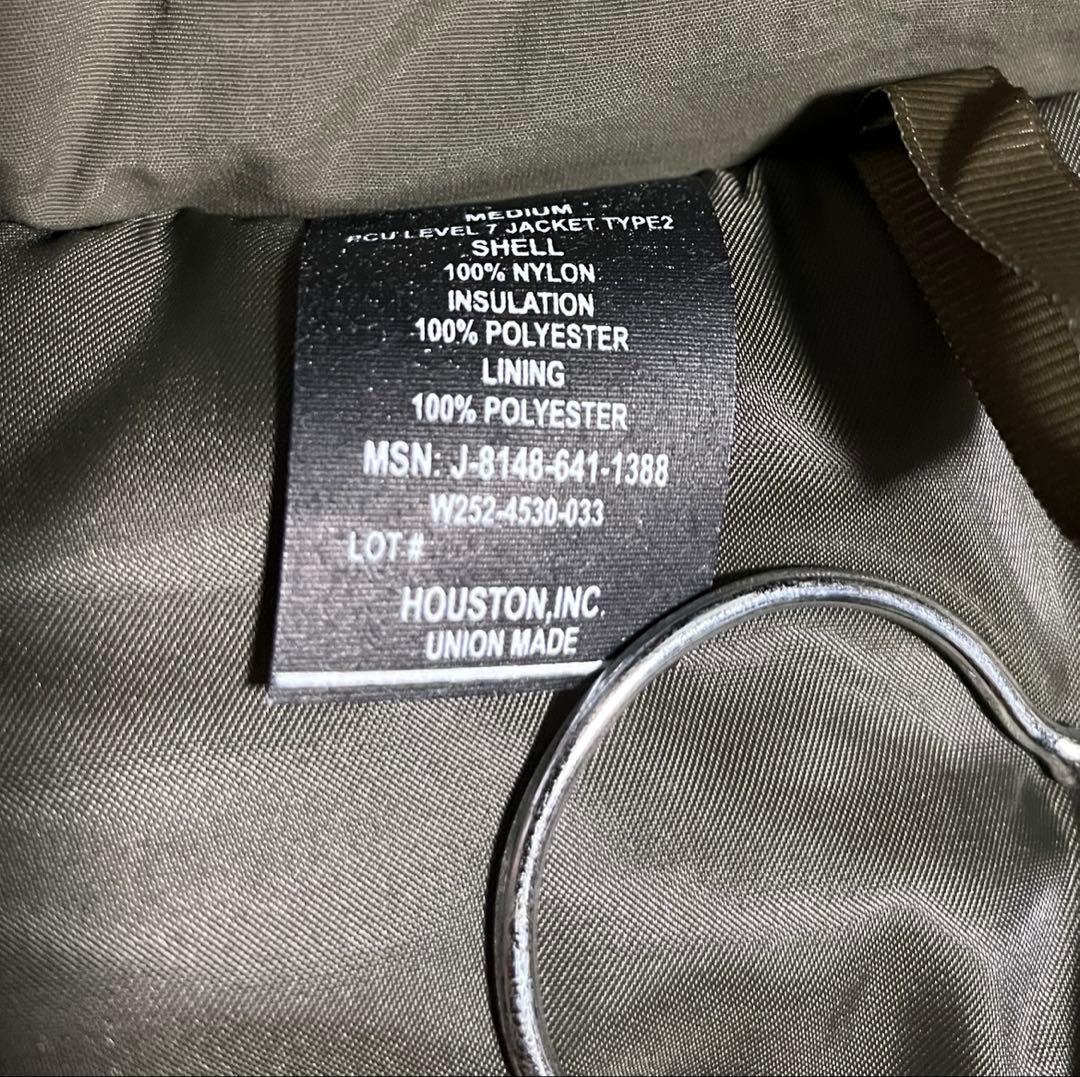 MEDIUM
PCU LEVEL 7 JACKET TYPE2
SHELL
100% NYLON
INSULATION
100% POLYESTER
LINING
100% POLYESTER
MSN: J-8148-641-1388
W252-4530-033
LOT #
HOUSTON,INC.
UNION MADE